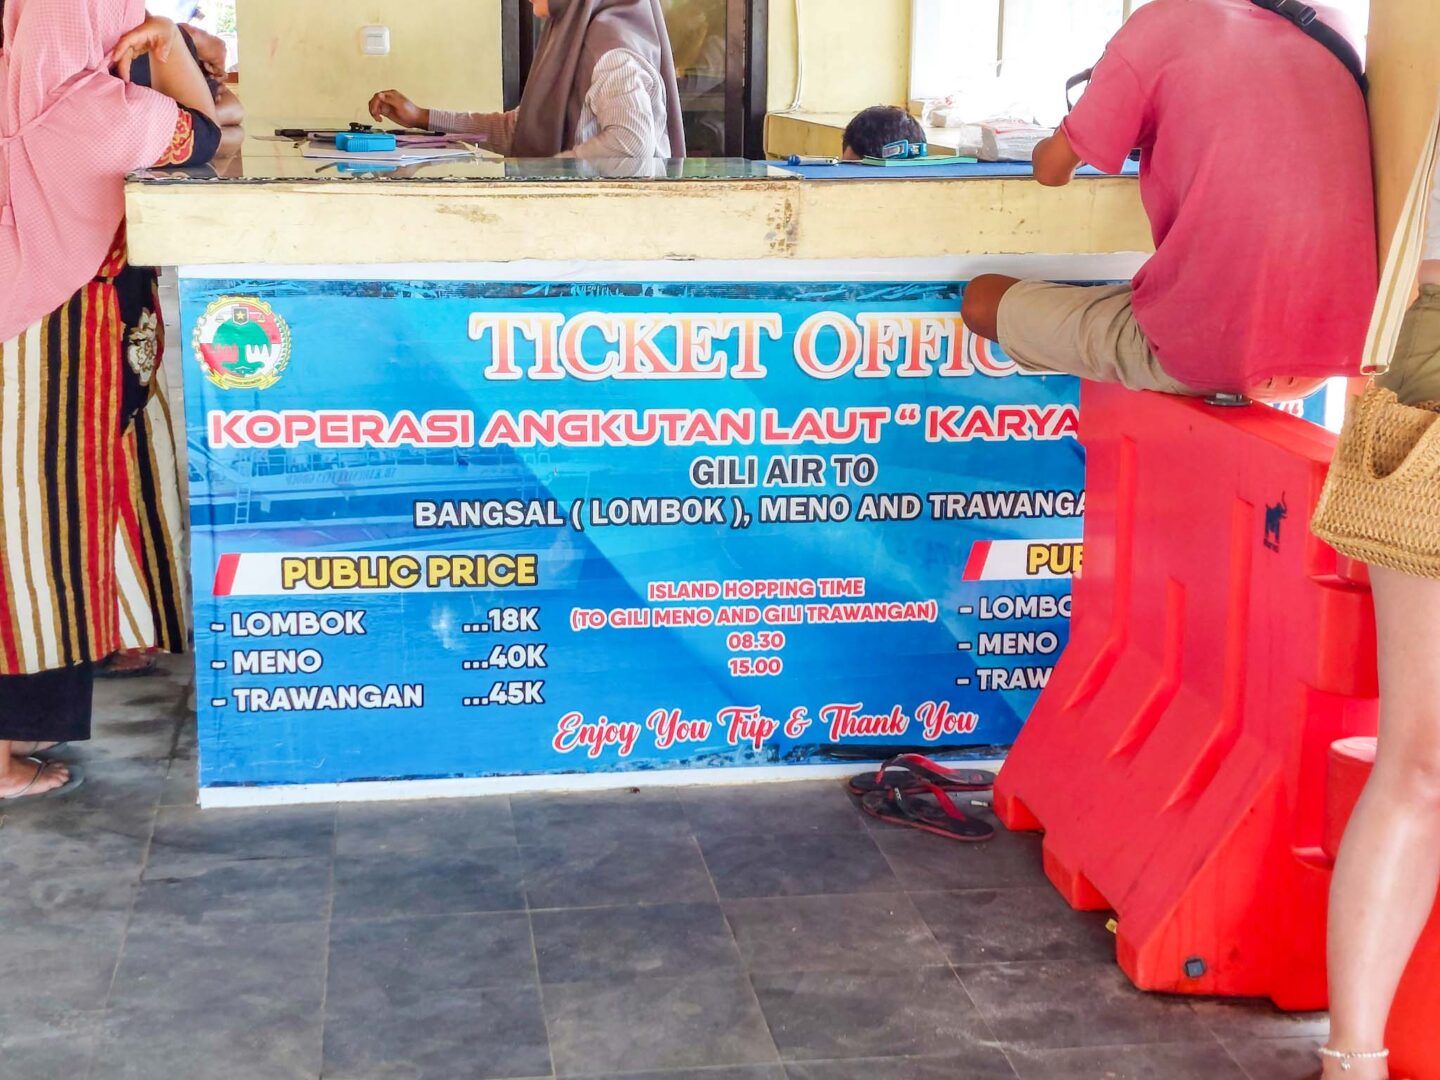 TICKET OFFIC
KOPERASI ANGKUTAN LAUT “ KARYA
GILI AIR TO
BANGSAL ( LOMBOK ), MENO AND TRAWANGA
PUBLIC PRICE
- LOMBOK ...18K
- MENO ...40K
- TRAWANGAN ...45K
ISLAND HOPPING TIME
(TO GILI MENO AND GILI TRAWANGAN)
08.30
15.00
PUB
- LOMBO
- MENO
- TRAW
Enjoy You Trip & Thank You